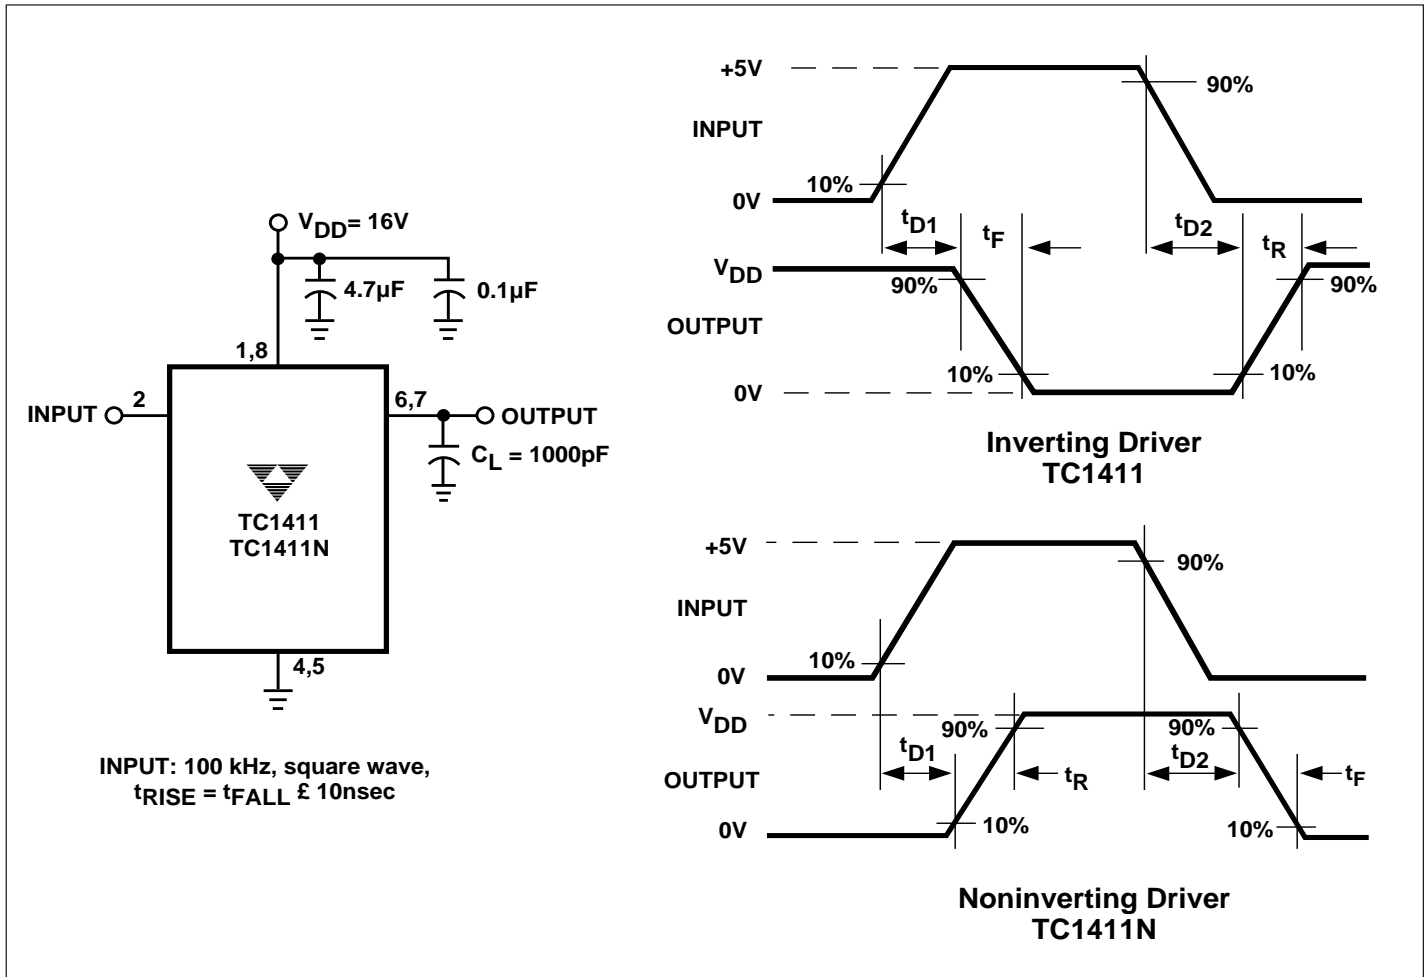 VDD = 16V
4.7µF
0.1µF
1,8
INPUT
2
6,7
OUTPUT
CL = 1000pF
TC1411
TC1411N
4,5
INPUT: 100 kHz, square wave,
tRISE = tFALL £ 10nsec
+5V
90%
INPUT
10%
0V
tD1
tF
tD2
tR
VDD
90%
90%
OUTPUT
10%
10%
0V
Inverting Driver
TC1411
+5V
90%
INPUT
10%
0V
VDD
90%
90%
tD1
tR
tD2
tF
OUTPUT
0V
10%
10%
Noninverting Driver
TC1411N